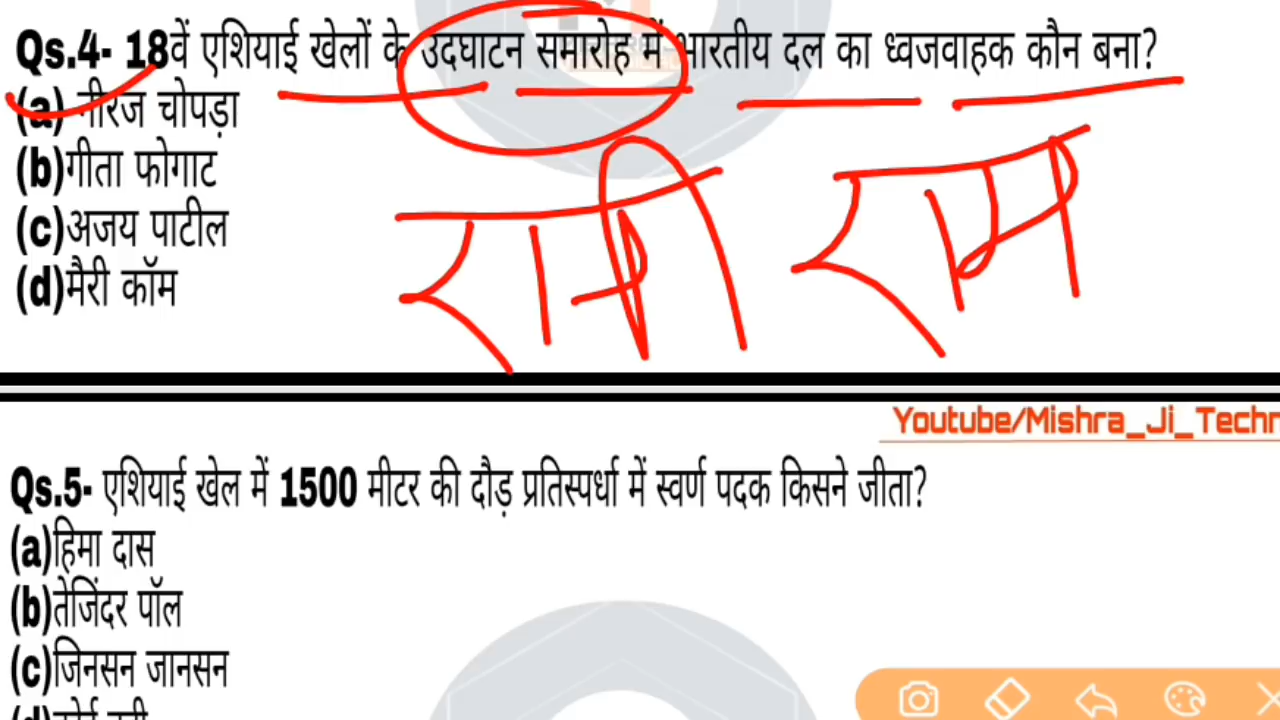 Qs.4- 18वें एशियाई खेलों के उदघाटन समारोह में भारतीय दल का ध्वजवाहक कौन बना?
(a) नीरज चोपड़ा
(b)गीता फोगाट
(c)अजय पाटील
(d)मैरी कॉम
रानी राम
Youtube/Mishra_Ji_Techn
Qs.5- एशियाई खेल में 1500 मीटर की दौड़ प्रतिस्पर्धा में स्वर्ण पदक किसने जीता?
(a)हिमा दास
(b)तेजिंदर पॉल
(c)जिनसन जानसन
(d)